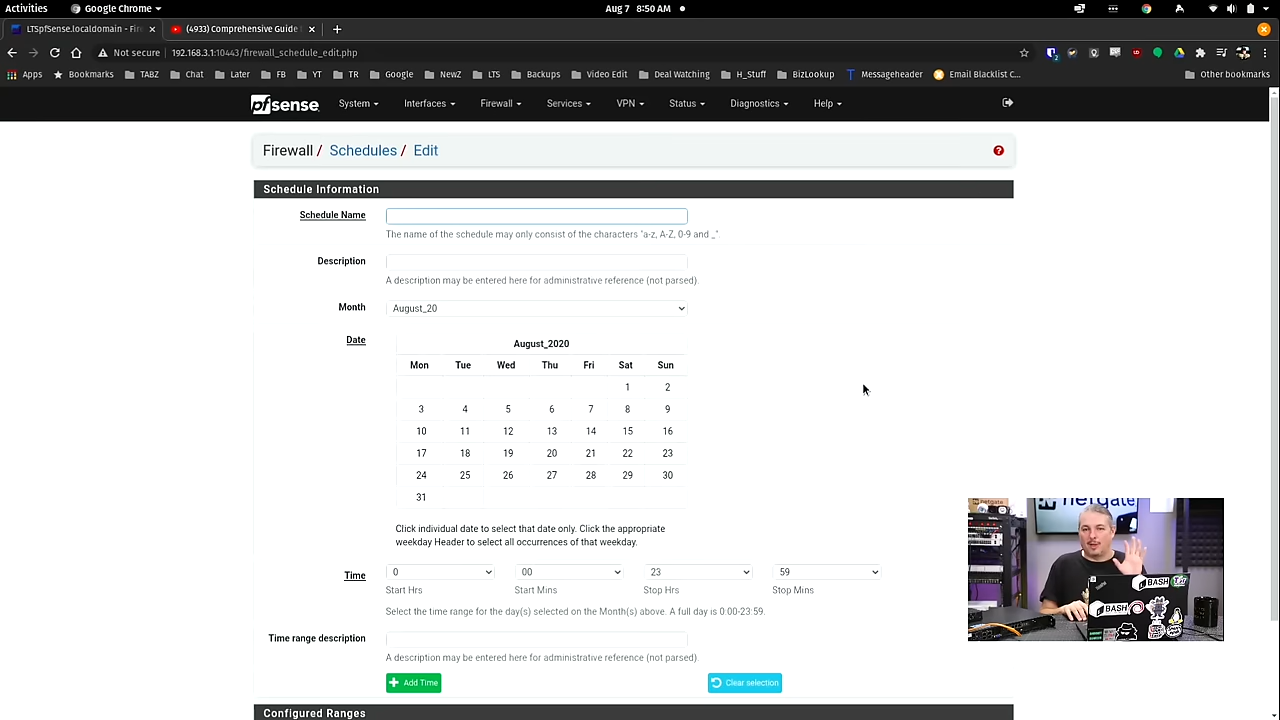 Activities
Google Chrome
Aug 7 8:50 AM
LTSpfSense.localdomain - Fire
(4933) Comprehensive Guide
Not secure 192.168.3.1:10443/firewall_schedule_edit.php
Apps Bookmarks TABZ Chat Later FB YT TR Google NewZ LTS Backups Video Edit Deal Watching H_Stuff BizLookup Messageheader Email Blacklist C... Other bookmarks
pfsense System Interfaces Firewall Services VPN Status Diagnostics Help
Firewall / Schedules / Edit
Schedule Information
Schedule Name
The name of the schedule may only consist of the characters "a-z, A-Z, 0-9 and _".
Description
A description may be entered here for administrative reference (not parsed).
Month August_20
Date
August_2020
Mon Tue Wed Thu Fri Sat Sun
1 2
3 4 5 6 7 8 9
10 11 12 13 14 15 16
17 18 19 20 21 22 23
24 25 26 27 28 29 30
31
Click individual date to select that date only. Click the appropriate
weekday Header to select all occurrences of that weekday.
Time 0 00 23 59
Start Hrs Start Mins Stop Hrs Stop Mins
Select the time range for the day(s) selected on the Month(s) above. A full day is 0:00-23:59.
Time range description
A description may be entered here for administrative reference (not parsed).
Add Time Clear selection
Configured Ranges
netgate
netgate
BASH
BASH